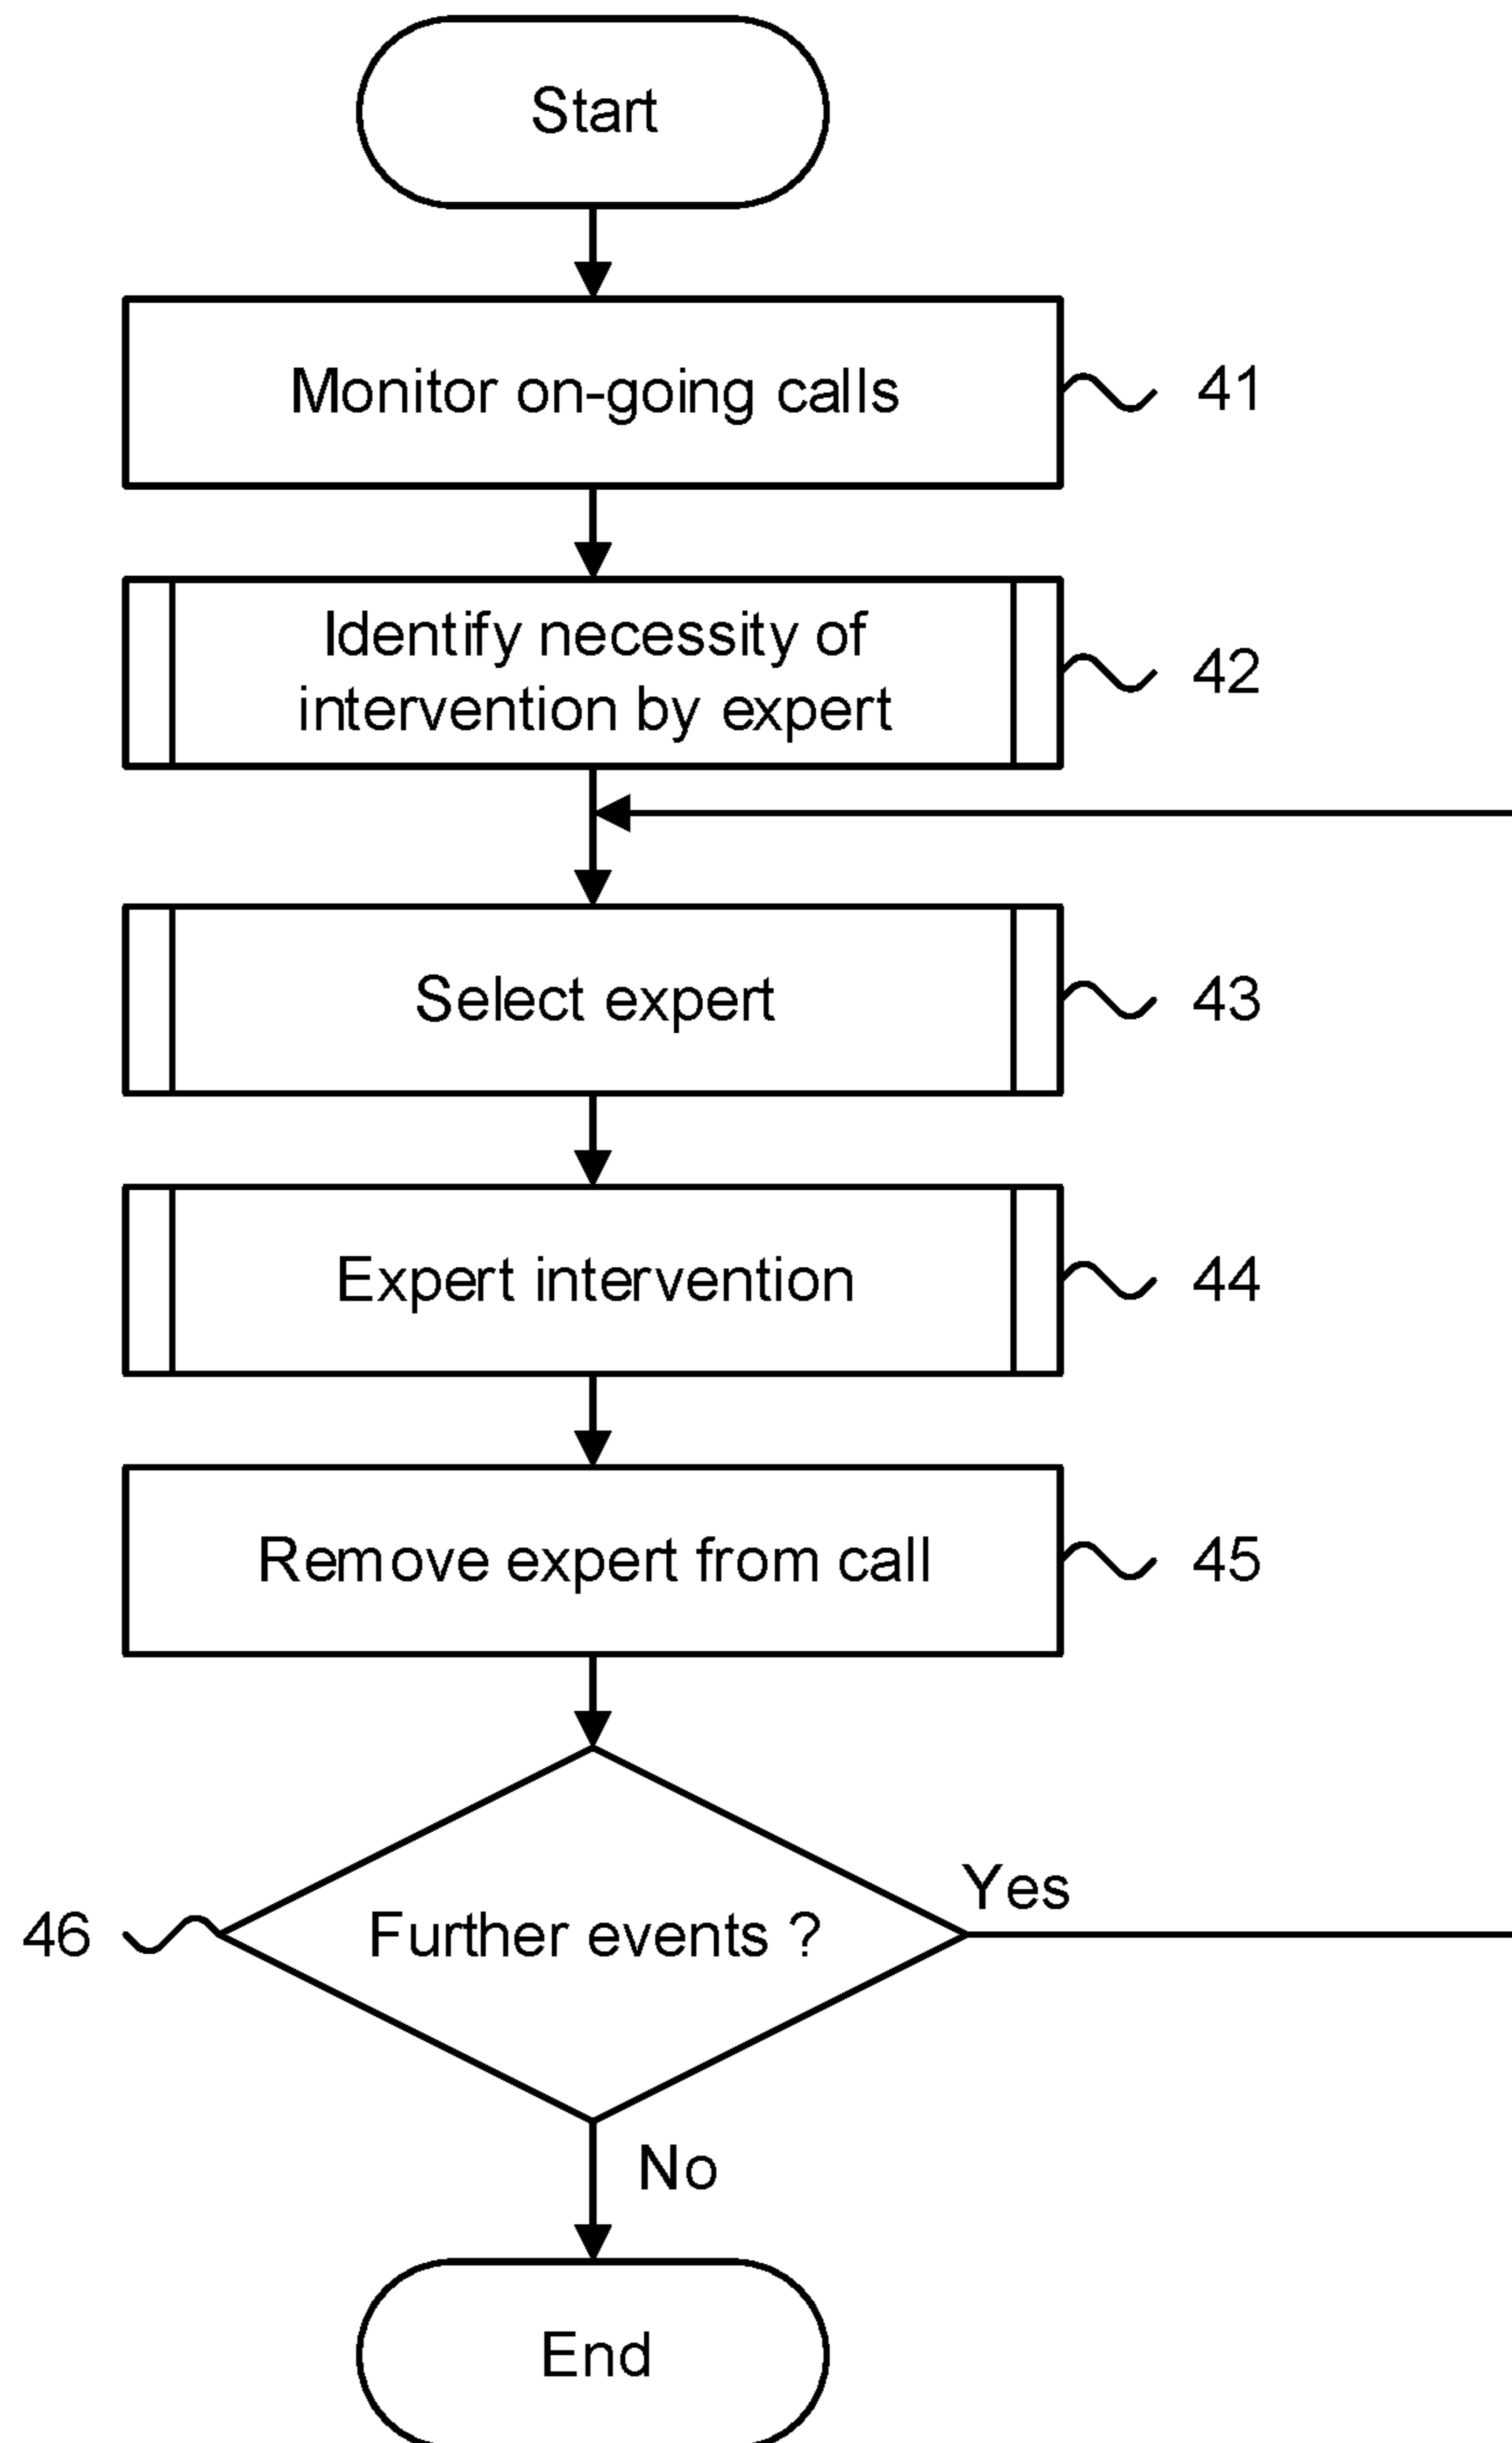 Start
Monitor on-going calls
41
Identify necessity of
intervention by expert
42
Select expert
43
Expert intervention
44
Remove expert from call
45
Yes
46
Further events ?
No
End